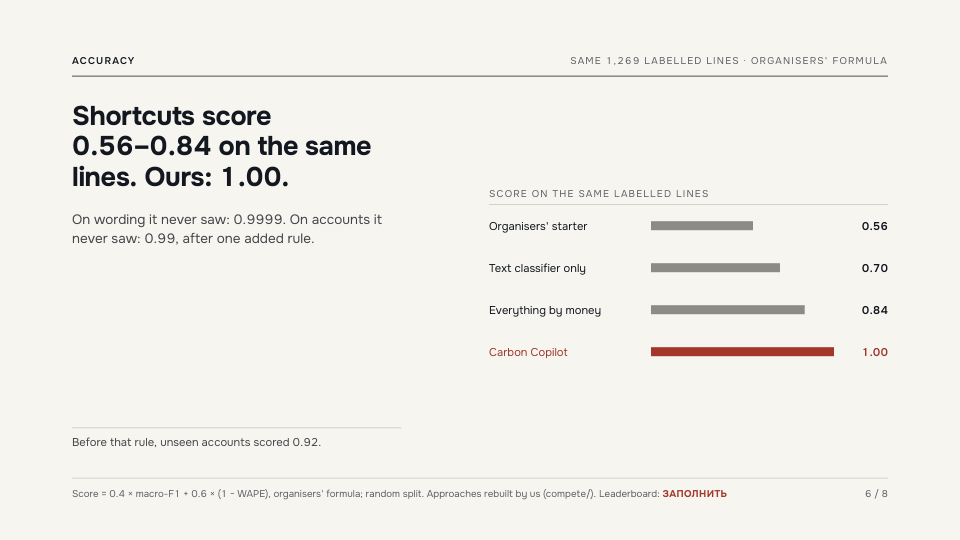 ACCURACY
SAME 1,269 LABELLED LINES · ORGANISERS' FORMULA
Shortcuts score
0.56–0.84 on the same
lines. Ours: 1.00.
On wording it never saw: 0.9999. On accounts it
never saw: 0.99, after one added rule.
Before that rule, unseen accounts scored 0.92.
SCORE ON THE SAME LABELLED LINES
Organisers' starter 0.56
Text classifier only 0.70
Everything by money 0.84
Carbon Copilot 1.00
Score = 0.4 × macro-F1 + 0.6 × (1 − WAPE), organisers' formula; random split. Approaches rebuilt by us (compete/). Leaderboard: ЗАПОЛНИТЬ
6 / 8